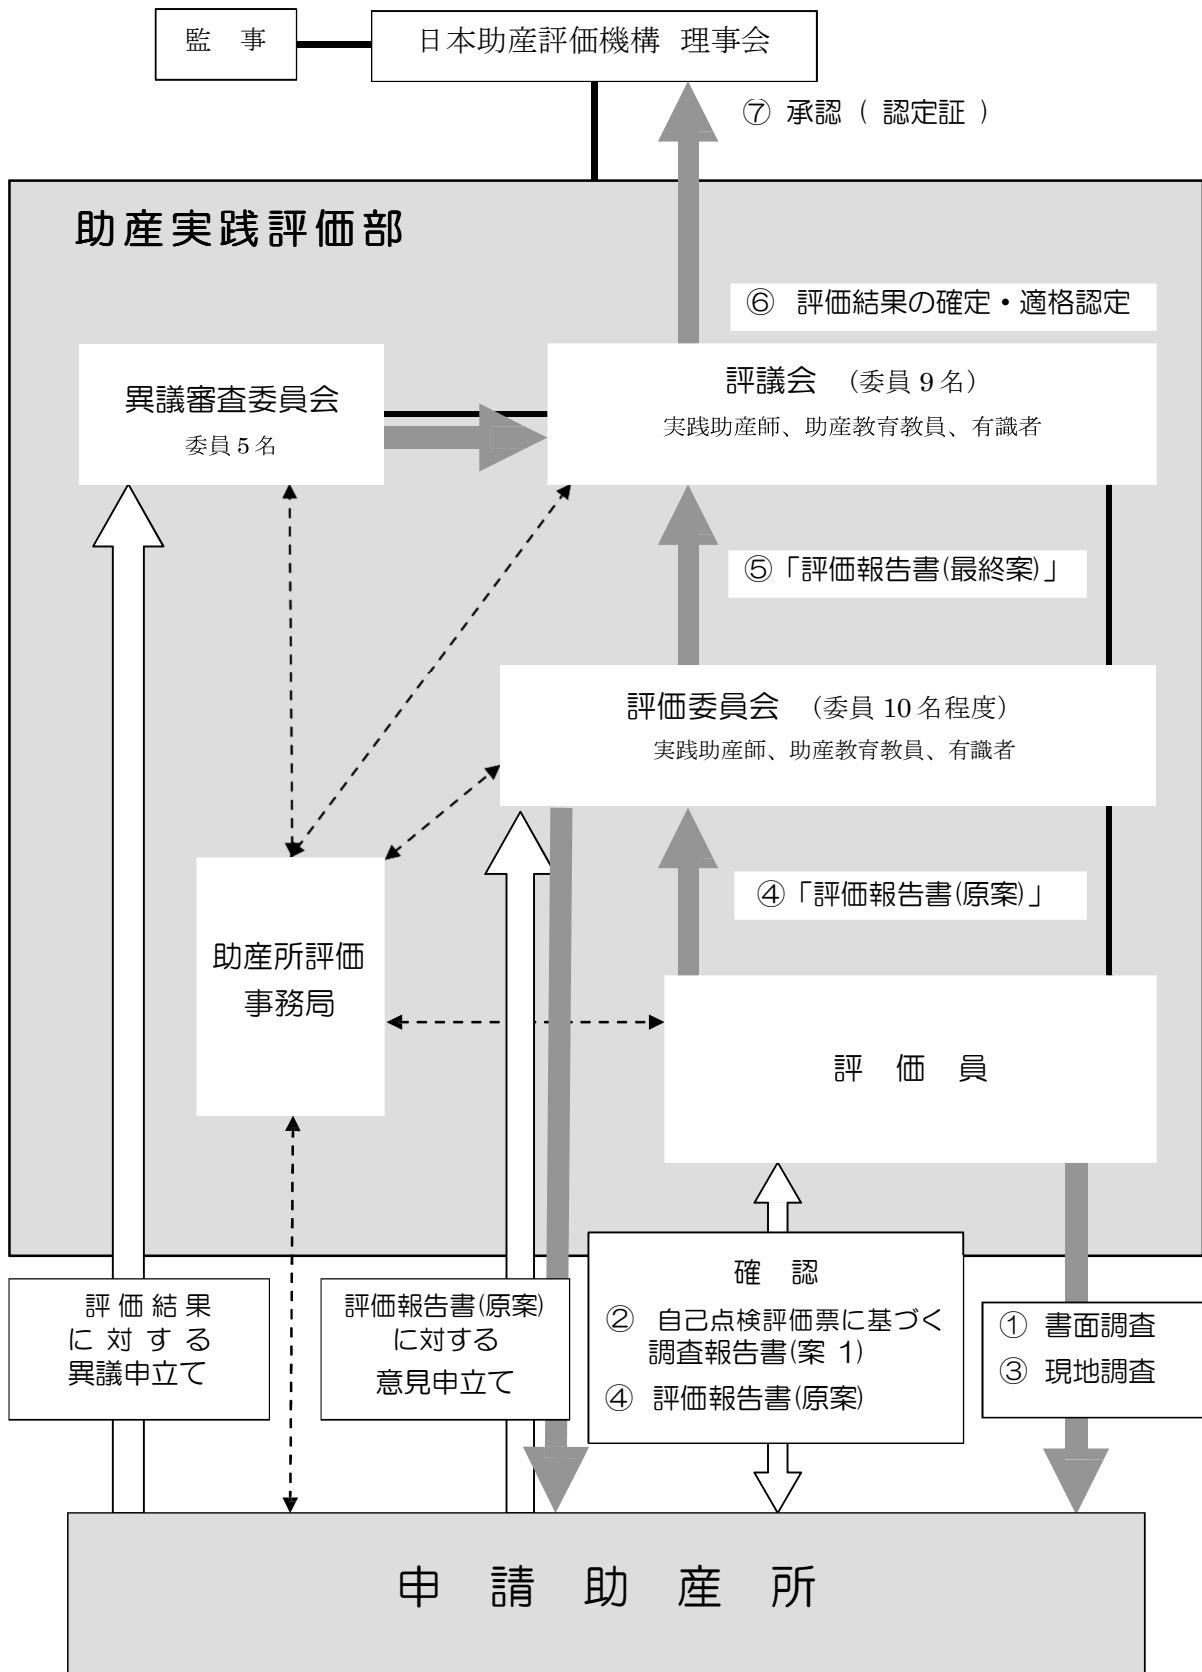 監 事
日本助産評価機構 理事会
⑦ 承認 ( 認定証 )
助産実践評価部
⑥ 評価結果の確定・適格認定
異議審査委員会
委員 5 名
評議会 (委員 9 名)
実践助産師、助産教育教員、有識者
⑤「評価報告書(最終案)」
評価委員会 (委員 10 名程度)
実践助産師、助産教育教員、有識者
④「評価報告書(原案)」
助産所評価
事務局
評 価 員
評価結果
に対する
異議申立て
評価報告書(原案)
に対する
意見申立て
確 認
② 自己点検評価票に基づく
調査報告書(案 1)
④ 評価報告書(原案)
① 書面調査
③ 現地調査
申 請 助 産 所